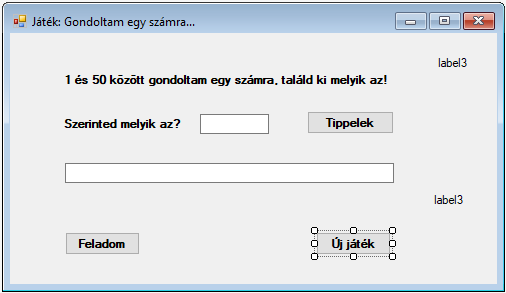 Játék: Gondoltam egy számra...
label3
1 és 50 között gondoltam egy számra, találd ki melyik az!
Szerinted melyik az?
Tippelek
label3
Feladom
Új játék